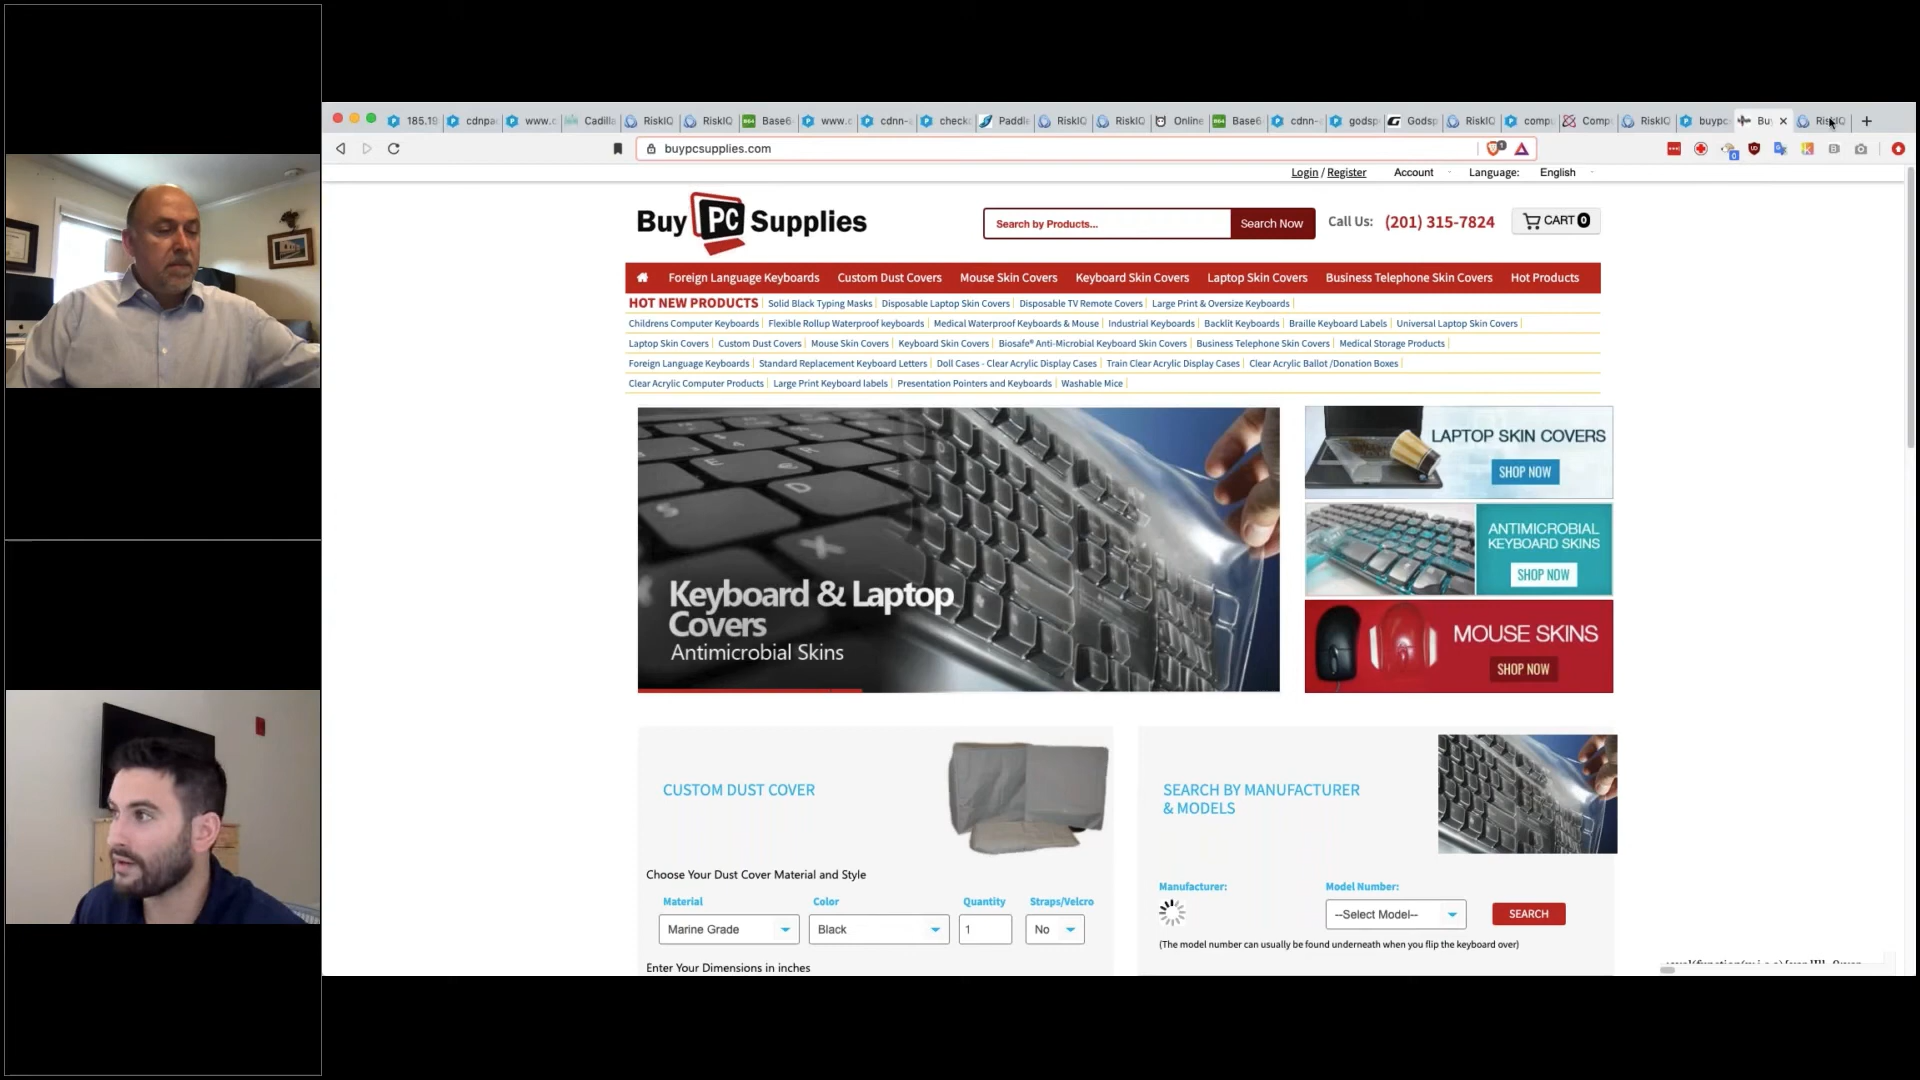 185.19 cdnpa www.c Cadilla RiskIQ RiskIQ Base6 www.c cdnn- check Paddle RiskIQ RiskIQ Online Base6 cdnn- godsp Godsp RiskIQ comp Comp RiskIQ buypc Bu RiskIQ
buypcsupplies.com
Login / Register Account Language: English
Buy PC Supplies
Search by Products... Search Now Call Us: (201) 315-7824 CART 0
Foreign Language Keyboards Custom Dust Covers Mouse Skin Covers Keyboard Skin Covers Laptop Skin Covers Business Telephone Skin Covers Hot Products
HOT NEW PRODUCTS Solid Black Typing Masks Disposable Laptop Skin Covers Disposable TV Remote Covers Large Print & Oversize Keyboards
Childrens Computer Keyboards Flexible Rollup Waterproof keyboards Medical Waterproof Keyboards & Mouse Industrial Keyboards Backlit Keyboards Braille Keyboard Labels Universal Laptop Skin Covers
Laptop Skin Covers Custom Dust Covers Mouse Skin Covers Keyboard Skin Covers Biosafe® Anti-Microbial Keyboard Skin Covers Business Telephone Skin Covers Medical Storage Products
Foreign Language Keyboards Standard Replacement Keyboard Letters Doll Cases - Clear Acrylic Display Cases Train Clear Acrylic Display Cases Clear Acrylic Ballot /Donation Boxes
Clear Acrylic Computer Products Large Print Keyboard labels Presentation Pointers and Keyboards Washable Mice
Keyboard & Laptop
Covers
Antimicrobial Skins
LAPTOP SKIN COVERS
SHOP NOW
ANTIMICROBIAL
KEYBOARD SKINS
SHOP NOW
MOUSE SKINS
SHOP NOW
CUSTOM DUST COVER
Choose Your Dust Cover Material and Style
Material Color Quantity Straps/Velcro
Marine Grade Black 1 No
Enter Your Dimensions in inches
SEARCH BY MANUFACTURER
& MODELS
Manufacturer: Model Number:
--Select Model-- SEARCH
(The model number can usually be found underneath when you flip the keyboard over)